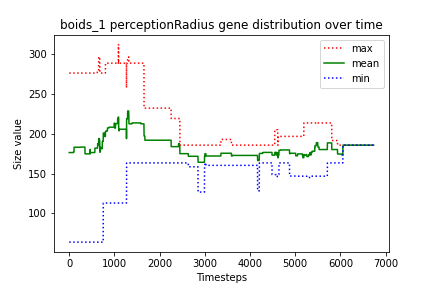 boids_1 perceptionRadius gene distribution over time
max
mean
min
Size value
300
250
200
150
100
0
1000
2000
3000
4000
5000
6000
7000
Timesteps